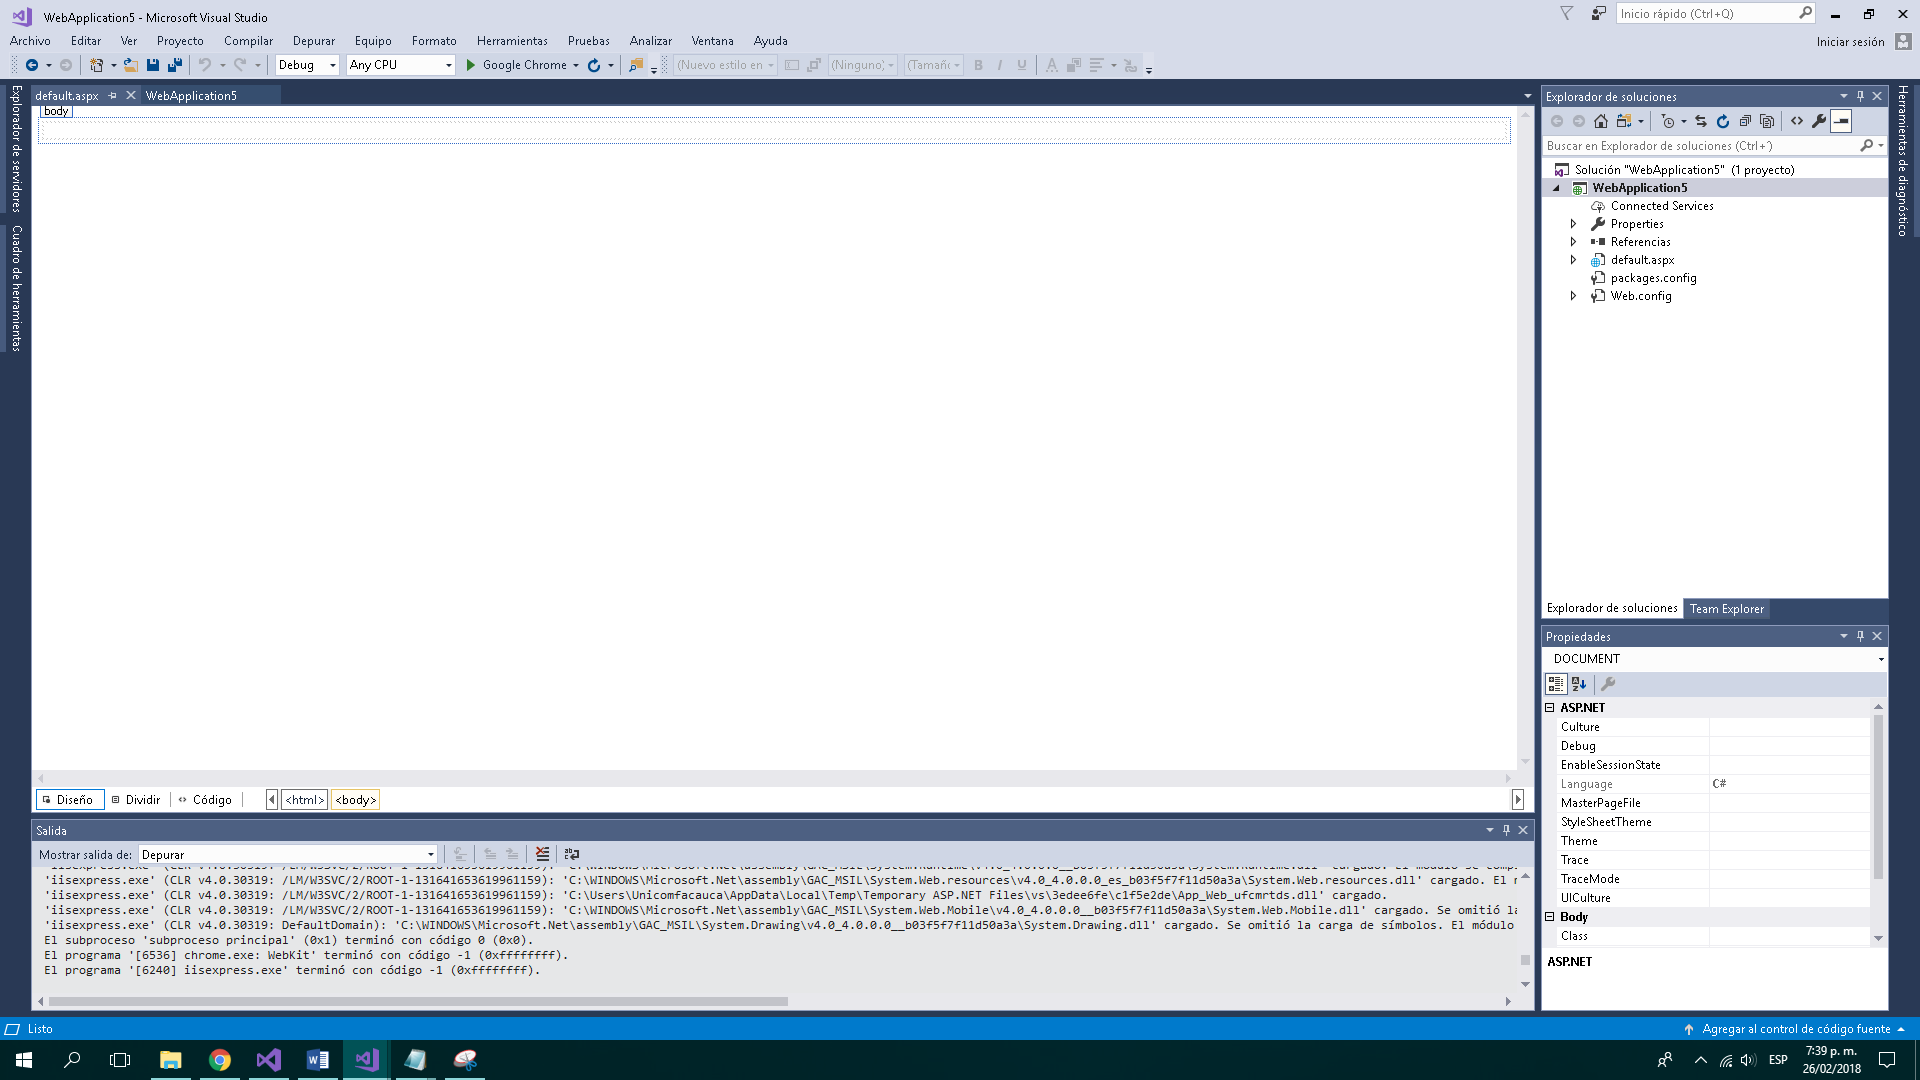 WebApplication5 - Microsoft Visual Studio
Inicio rápido (Ctrl+Q)
Archivo Editar Ver Proyecto Compilar Depurar Equipo Formato Herramientas Pruebas Analizar Ventana Ayuda
Iniciar sesión
Debug Any CPU Google Chrome (Nuevo estilo en (Ninguno; (Tamañ
default.aspx WebApplication5
body
Explorador de servidores
Cuadro de herramientas
Diseño Dividir Código <html> <body>
Salida
Mostrar salida de: Depurar
'iisexpress.exe' (CLR v4.0.30319: /LM/W3SVC/2/ROOT-1-131641653619961159): 'C:\WINDOWS\Microsoft.Net\assembly\GAC_MSIL\System.Web.resources\v4.0_4.0.0.0_es_b03f5f7f11d50a3a\System.Web.resources.dll' cargado. El
'iisexpress.exe' (CLR v4.0.30319: /LM/W3SVC/2/ROOT-1-131641653619961159): 'C:\Users\Unicomfacauca\AppData\Local\Temp\Temporary ASP.NET Files\vs\3edee6fe\c1f5e2de\App_Web_ufcmrtds.dll' cargado.
'iisexpress.exe' (CLR v4.0.30319: /LM/W3SVC/2/ROOT-1-131641653619961159): 'C:\WINDOWS\Microsoft.Net\assembly\GAC_MSIL\System.Web.Mobile\v4.0_4.0.0.0__b03f5f7f11d50a3a\System.Web.Mobile.dll' cargado. Se omitió la
'iisexpress.exe' (CLR v4.0.30319: DefaultDomain): 'C:\WINDOWS\Microsoft.Net\assembly\GAC_MSIL\System.Drawing\v4.0_4.0.0.0__b03f5f7f11d50a3a\System.Drawing.dll' cargado. Se omitió la carga de símbolos. El módulo
El subproceso 'subproceso principal' (0x1) terminó con código 0 (0x0).
El programa '[6536] chrome.exe: WebKit' terminó con código -1 (0xffffffff).
El programa '[6240] iisexpress.exe' terminó con código -1 (0xffffffff).
Explorador de soluciones
Buscar en Explorador de soluciones (Ctrl+´)
Solución "WebApplication5" (1 proyecto)
WebApplication5
Connected Services
Properties
Referencias
default.aspx
packages.config
Web.config
Explorador de soluciones Team Explorer
Propiedades
DOCUMENT
ASP.NET
Culture
Debug
EnableSessionState
Language C#
MasterPageFile
StyleSheetTheme
Theme
Trace
TraceMode
UICulture
Body
Class
ASP.NET
Herramientas de diagnóstico
Listo
Agregar al control de código fuente
ESP
7:39 p. m.
26/02/2018